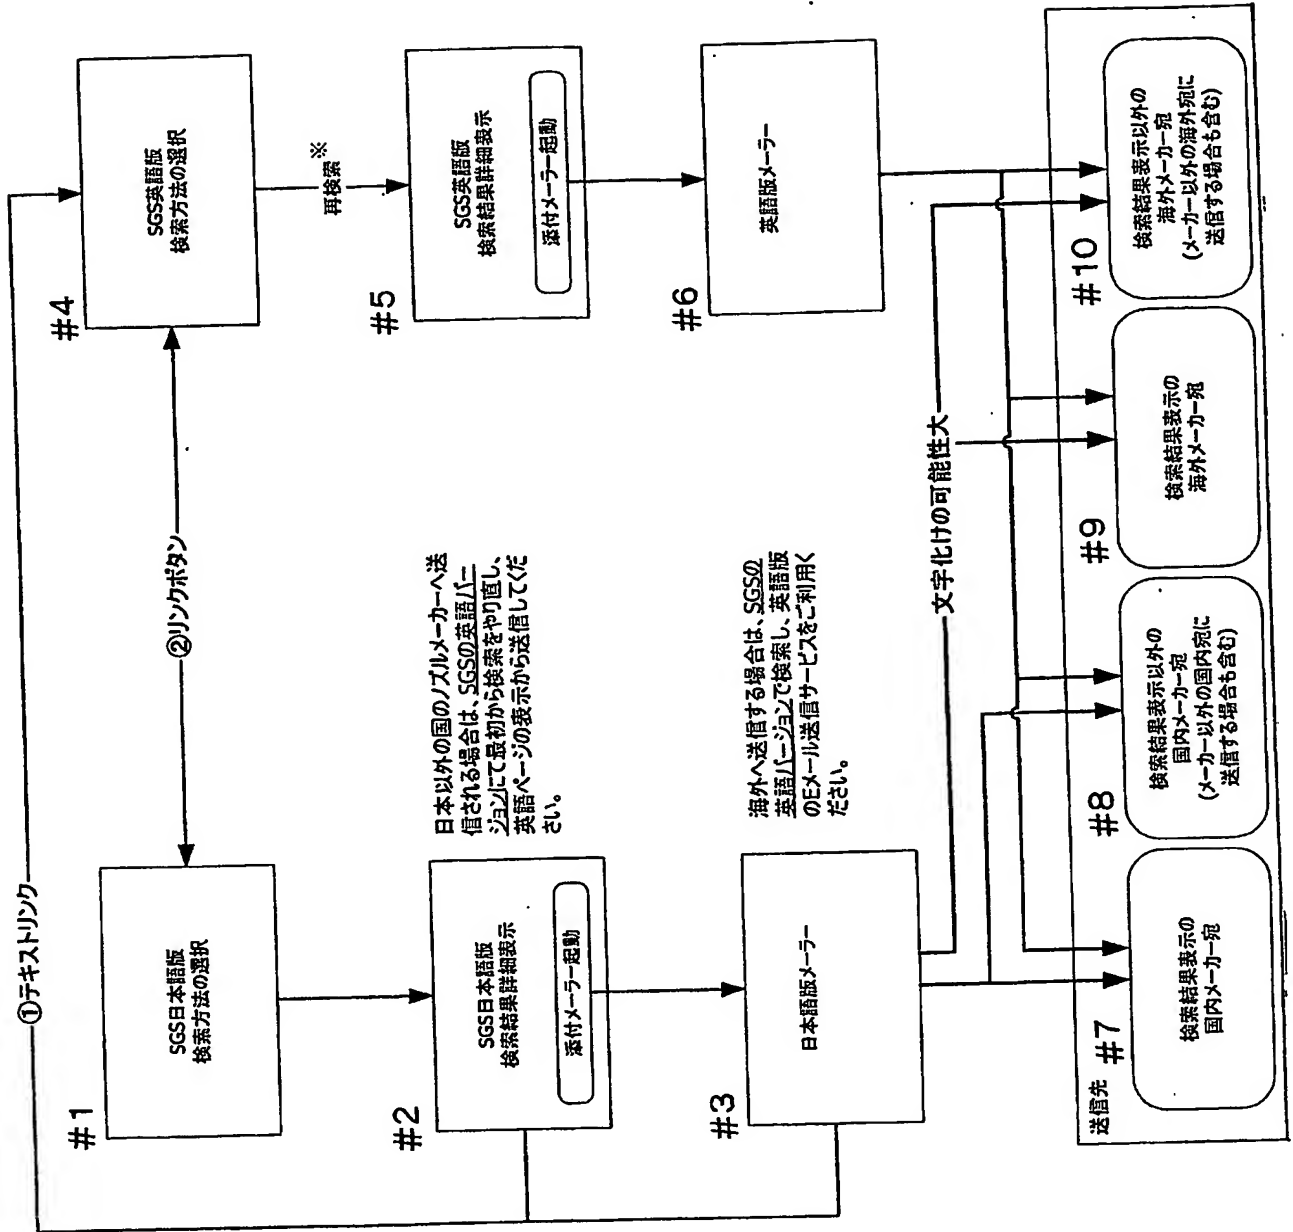 ①テキストリンク
#1
SGS日本語版
検索方法の選択
②リンクボタン
#4
SGS英語版
検索方法の選択
再検索※
#2
SGS日本語版
検索結果詳細表示
添付メーラー起動
日本以外の国のノズルメーカーへ送
信される場合は、SGSの英語バー
ジョンにて最初から検索をやり直し、
英語ページの表示から送信してくだ
さい。
#5
SGS英語版
検索結果詳細表示
添付メーラー起動
#3
日本語版メーラー
海外へ送信する場合は、SGSの
英語バージョンで検索し、英語版
のEメール送信サービスをご利用く
ださい。
#6
英語版メーラー
文字化けの可能性大
送信先
#7
検索結果表示の
国内メーカー宛
#8
検索結果表示以外の
国内メーカー宛
(メーカー以外の国内宛に
送信する場合も含む)
#9
検索結果表示の
海外メーカー宛
#10
検索結果表示以外の
海外メーカー宛
(メーカー以外の海外宛に
送信する場合も含む)